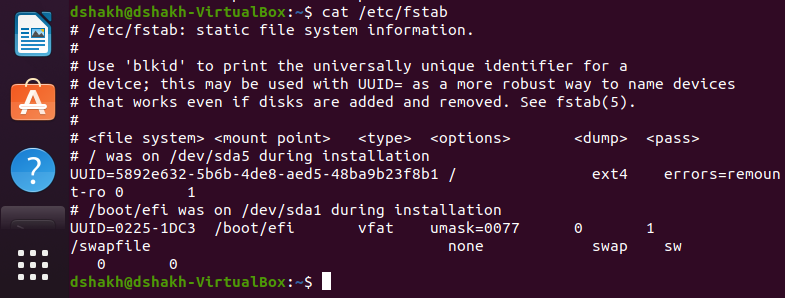 dshakh@dshakh-VirtualBox:~$ cat /etc/fstab
# /etc/fstab: static file system information.
#
# Use 'blkid' to print the universally unique identifier for a
# device; this may be used with UUID= as a more robust way to name devices
# that works even if disks are added and removed. See fstab(5).
#
# <file system> <mount point>   <type>  <options>       <dump>  <pass>
# / was on /dev/sda5 during installation
UUID=5892e632-5b6b-4de8-aed5-48ba9b23f8b1 /               ext4    errors=remoun
t-ro 0       1
# /boot/efi was on /dev/sda1 during installation
UUID=0225-1DC3  /boot/efi       vfat    umask=0077      0       1
/swapfile                                 none            swap    sw
   0       0
dshakh@dshakh-VirtualBox:~$